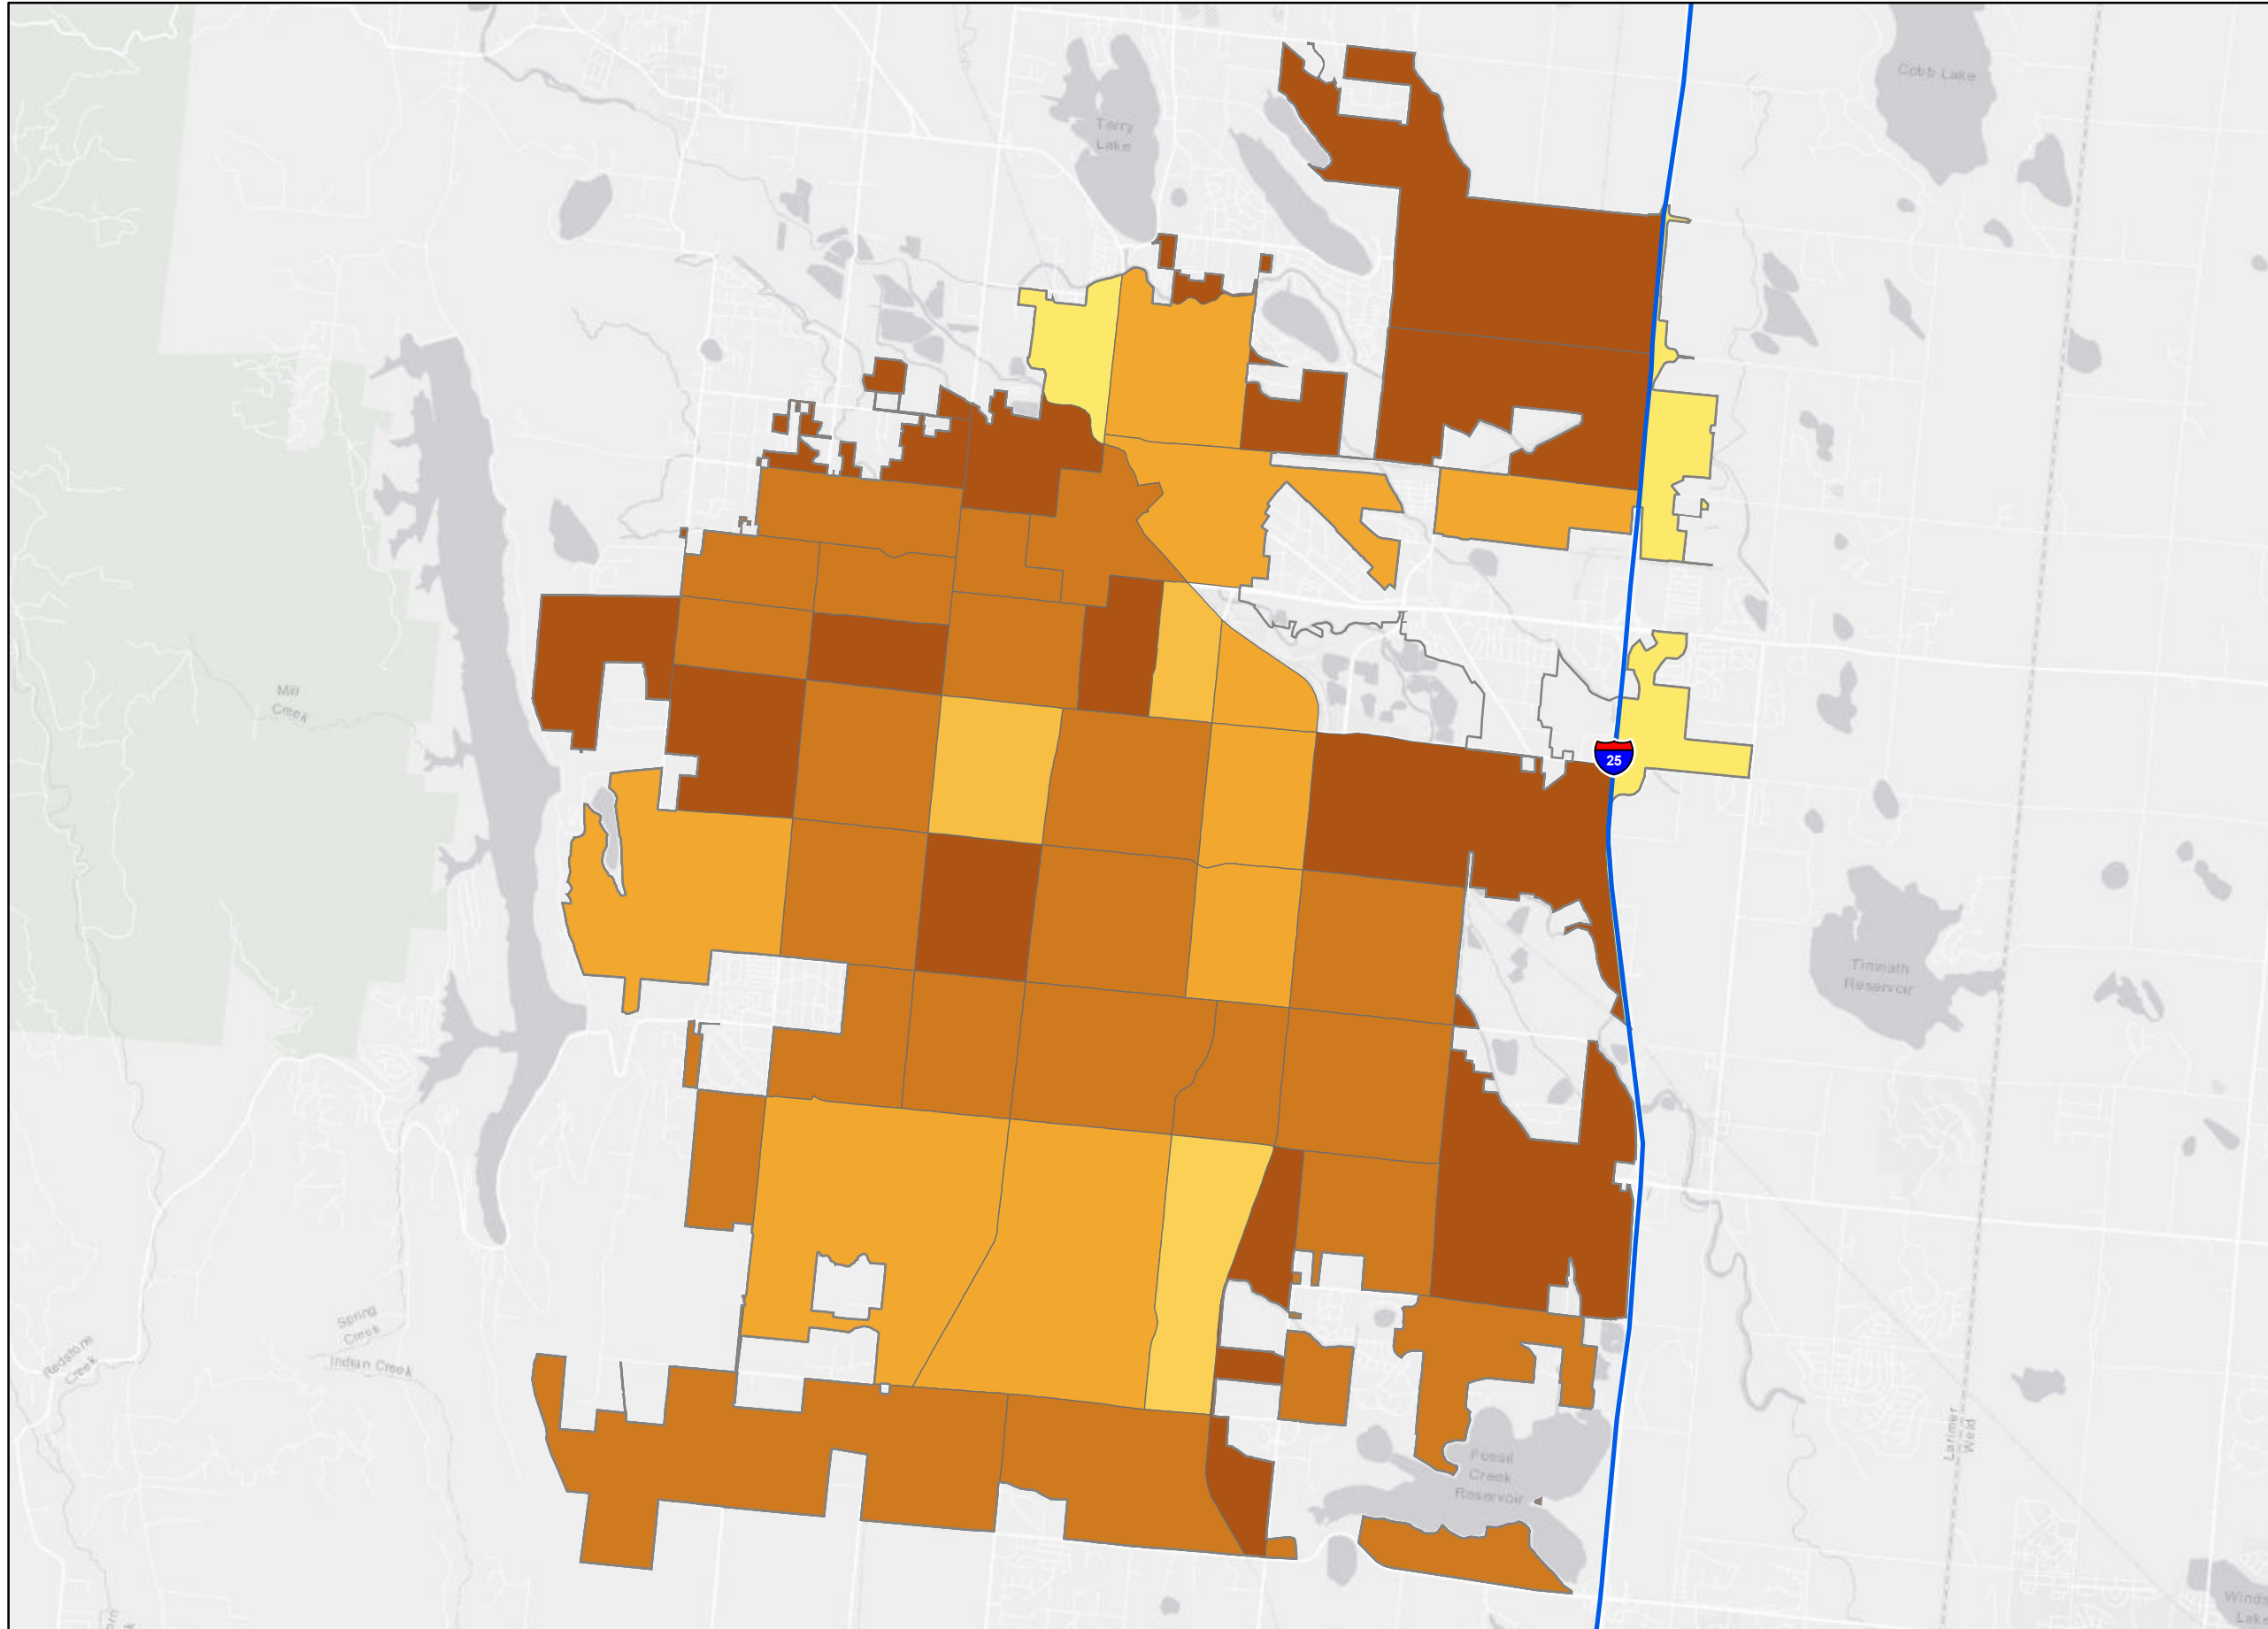 Cobb Lake
Terry
Lake
Mill
Creek
25
Timnath
Reservoir
Spring
Creek
Redstone
Creek
Indian Creek
Larimer
Weld
Fossil
Creek
Reservoir
Lake